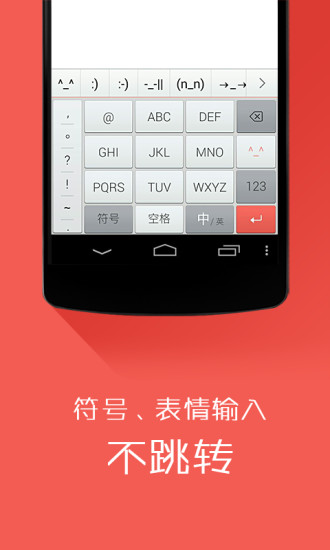 ^_^ :) :-) -_-|| (n_n) →_→ >
, @ ABC DEF
。 GHI JKL MNO ^_^
? PQRS TUV WXYZ 123
!
~ 符号 空格 中/英
.
符号、表情输入
不跳转